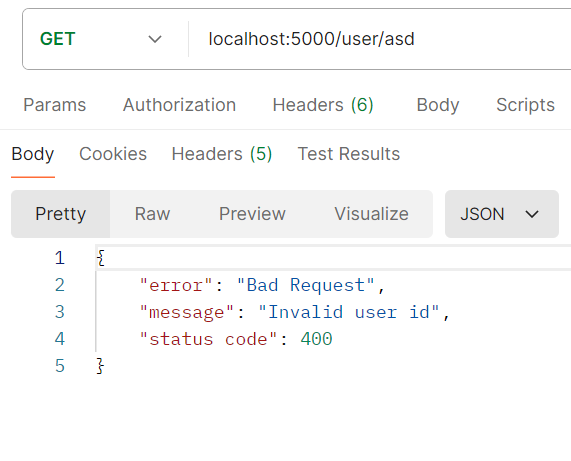 GET localhost:5000/user/asd
Params Authorization Headers (6) Body Scripts
Body Cookies Headers (5) Test Results
Pretty Raw Preview Visualize JSON
1 {
2 "error": "Bad Request",
3 "message": "Invalid user id",
4 "status code": 400
5 }